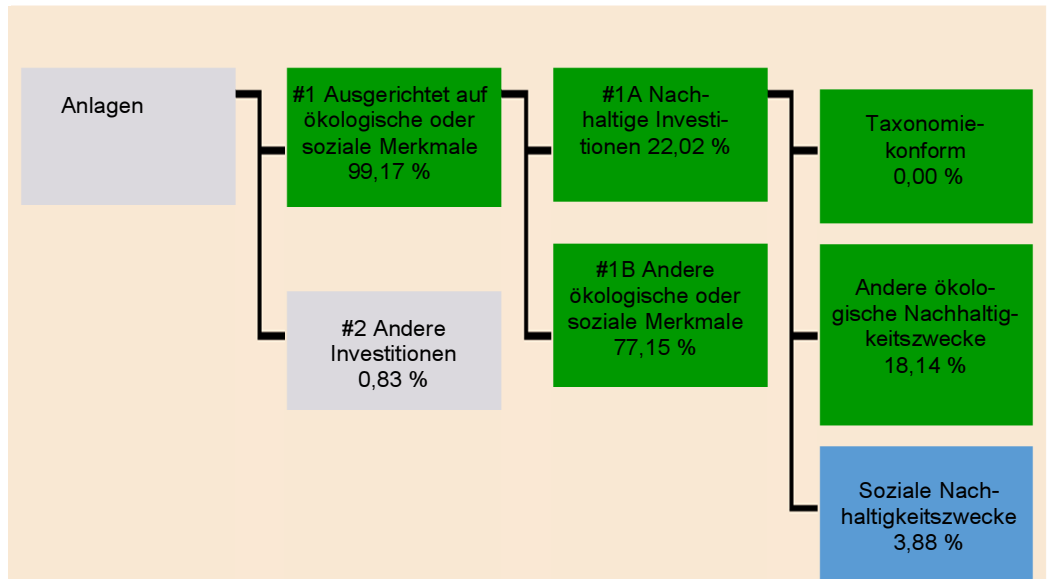 Anlagen
#1 Ausgerichtet auf
ökologische oder
soziale Merkmale
99,17 %
#2 Andere
Investitionen
0,83 %
#1A Nach-
haltige Investi-
tionen 22,02 %
#1B Andere
ökologische oder
soziale Merkmale
77,15 %
Taxonomie-
konform
0,00 %
Andere ökolo-
gische Nachhaltig-
keitszwecke
18,14 %
Soziale Nach-
haltigkeitszwecke
3,88 %